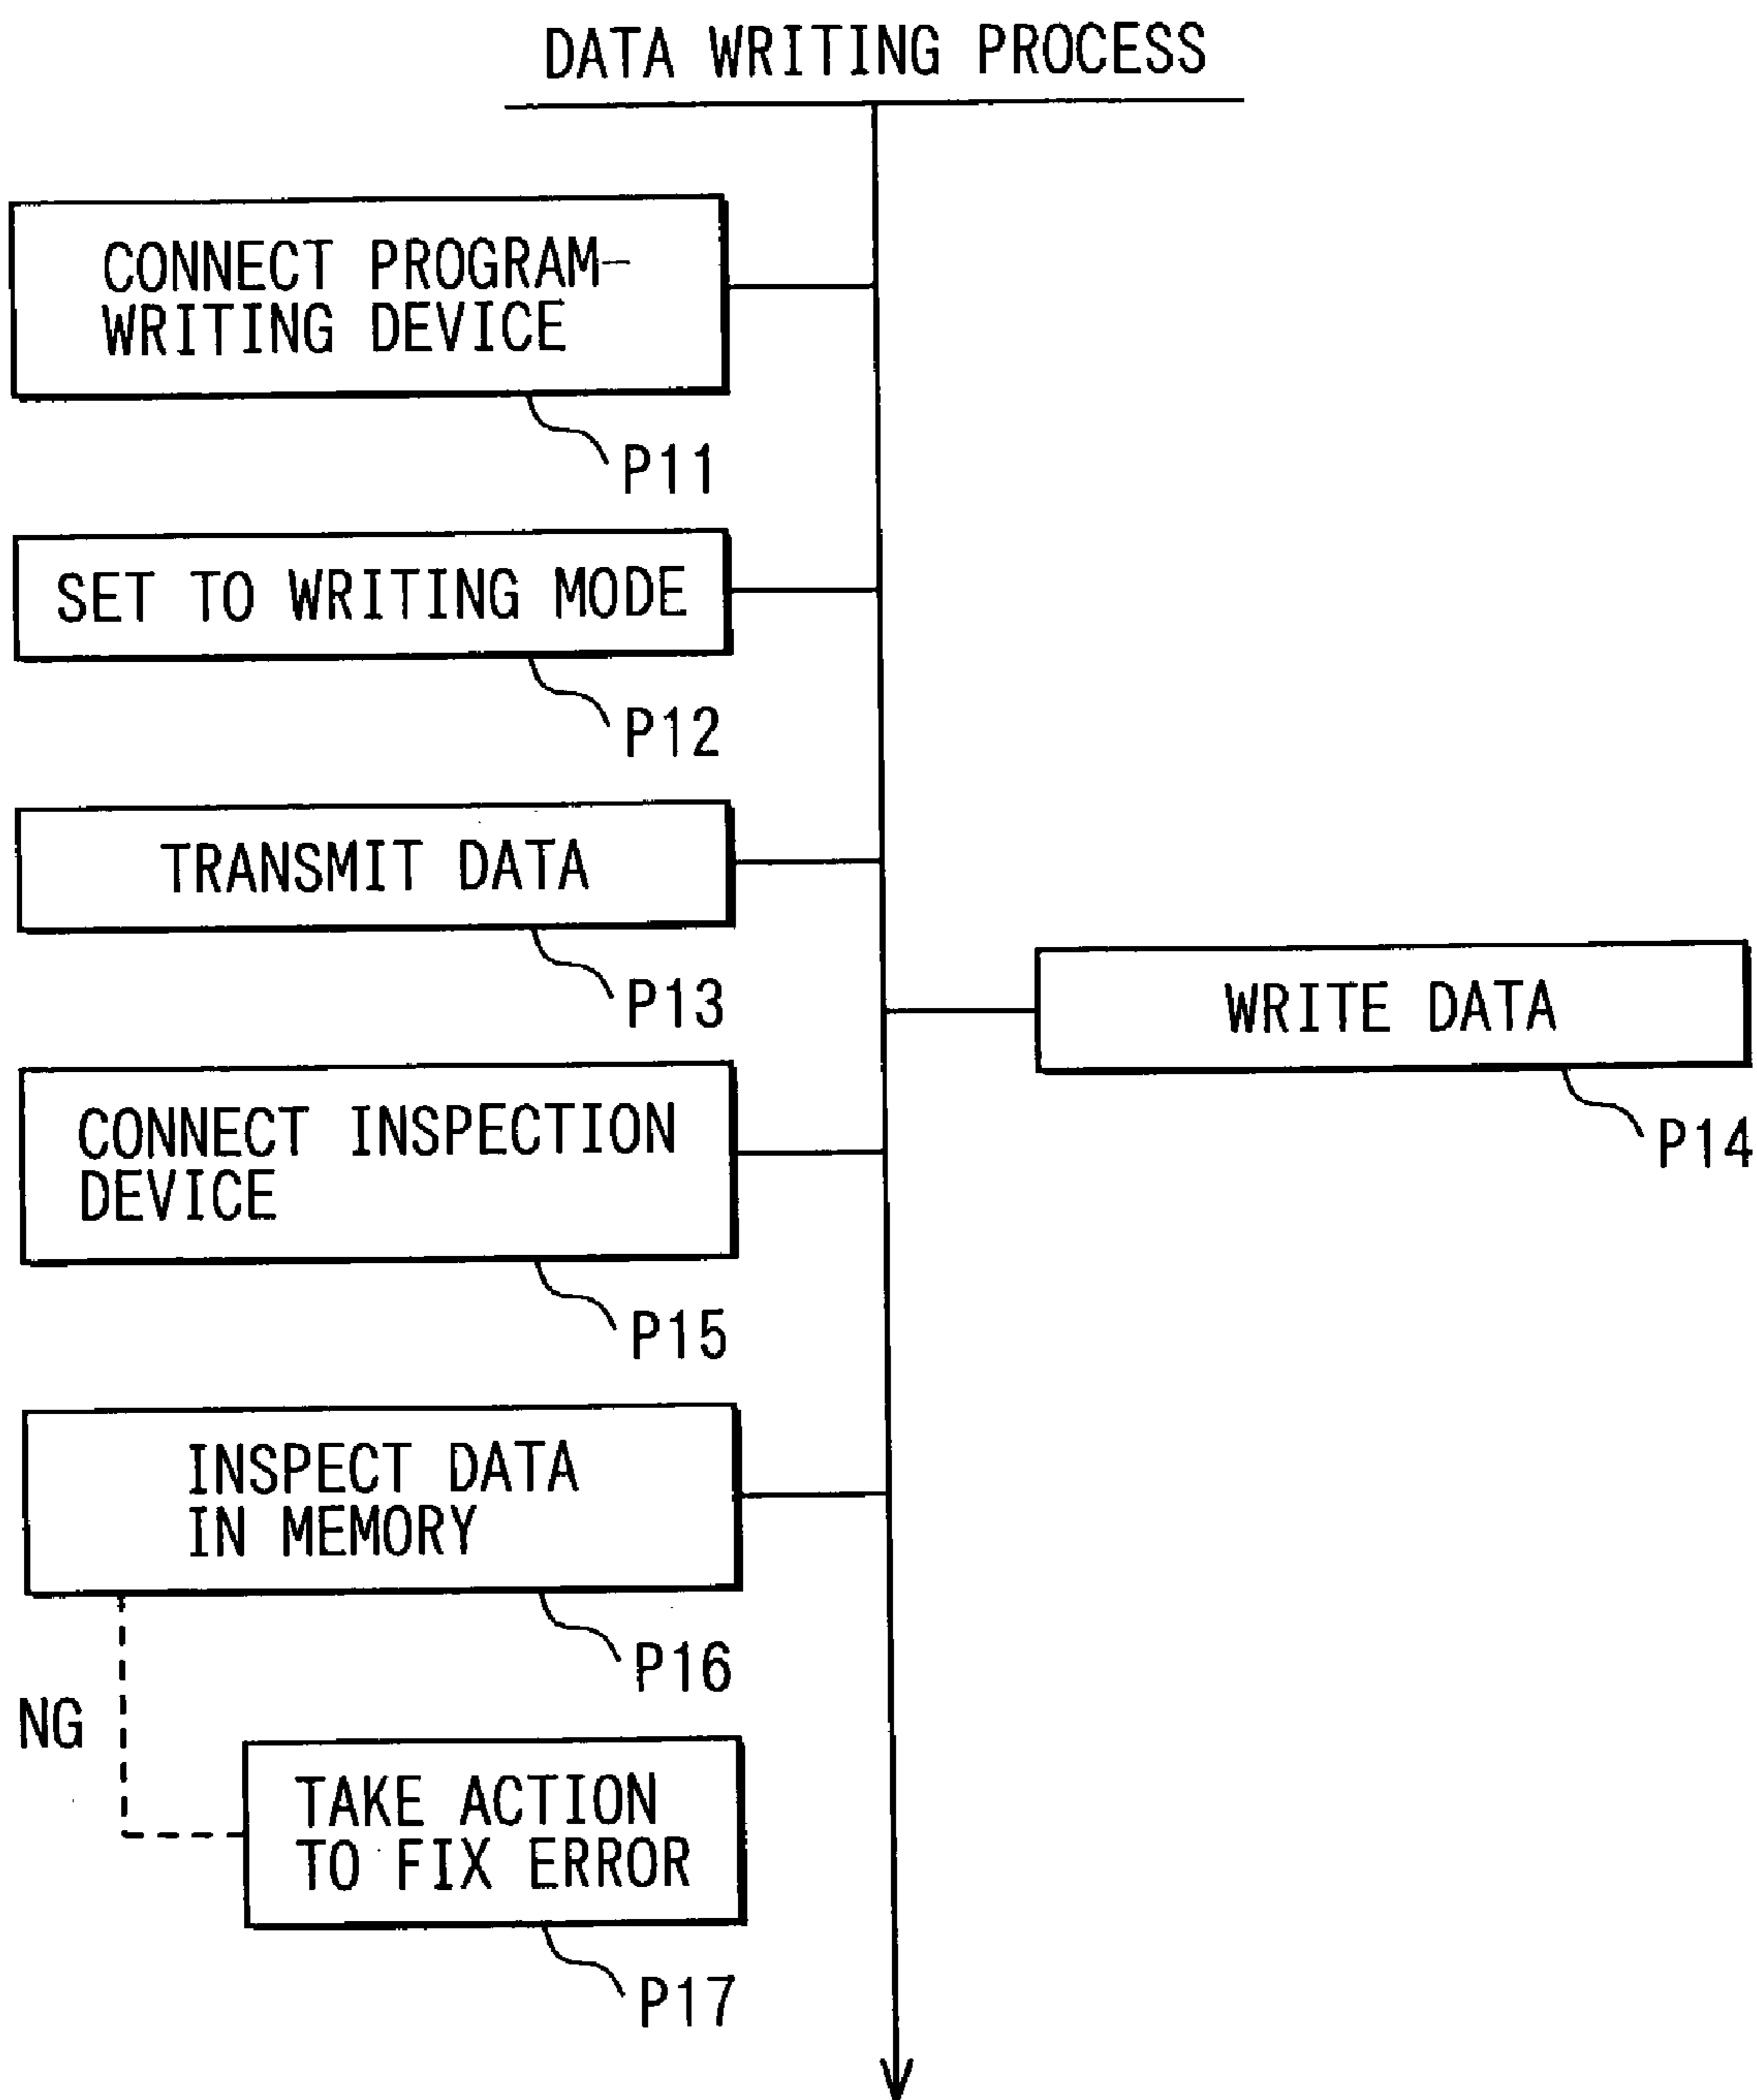 DATA WRITING PROCESS
CONNECT PROGRAM-
WRITING DEVICE
P11
SET TO WRITING MODE
P12
TRANSMIT DATA
P13
WRITE DATA
P14
CONNECT INSPECTION
DEVICE
P15
INSPECT DATA
IN MEMORY
P16
NG
TAKE ACTION
TO FIX ERROR
P17